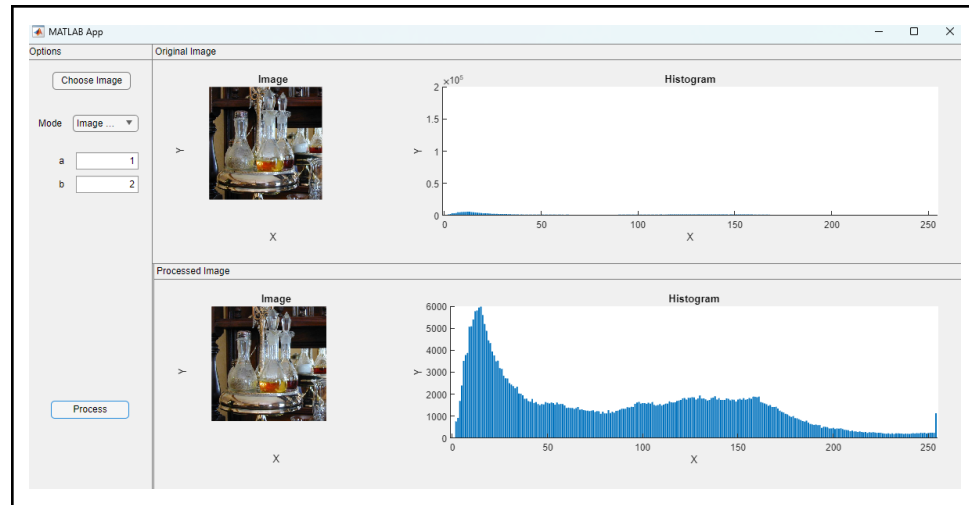 MATLAB App
Options
Original Image
Choose Image
Mode
Image ...
a
1
b
2
Process
Image
Y
X
Histogram
×10⁵
2
1.5
1
0.5
0
Y
0 50 100 150 200 250
X
Processed Image
Image
Y
X
Histogram
6000
5000
4000
3000
2000
1000
0
Y
0 50 100 150 200 250
X